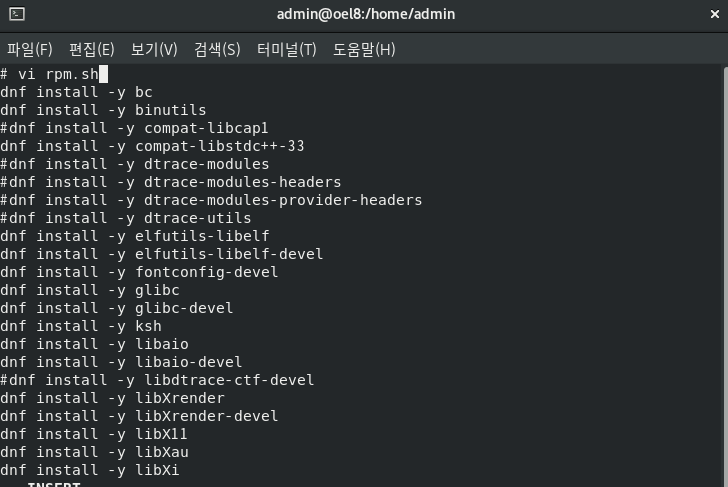 admin@oel8:/home/admin
파일(F) 편집(E) 보기(V) 검색(S) 터미널(T) 도움말(H)
# vi rpm.sh
dnf install -y bc
dnf install -y binutils
#dnf install -y compat-libcap1
dnf install -y compat-libstdc++-33
#dnf install -y dtrace-modules
#dnf install -y dtrace-modules-headers
#dnf install -y dtrace-modules-provider-headers
#dnf install -y dtrace-utils
dnf install -y elfutils-libelf
dnf install -y elfutils-libelf-devel
dnf install -y fontconfig-devel
dnf install -y glibc
dnf install -y glibc-devel
dnf install -y ksh
dnf install -y libaio
dnf install -y libaio-devel
#dnf install -y libdtrace-ctf-devel
dnf install -y libXrender
dnf install -y libXrender-devel
dnf install -y libX11
dnf install -y libXau
dnf install -y libXi
-- INSERT --